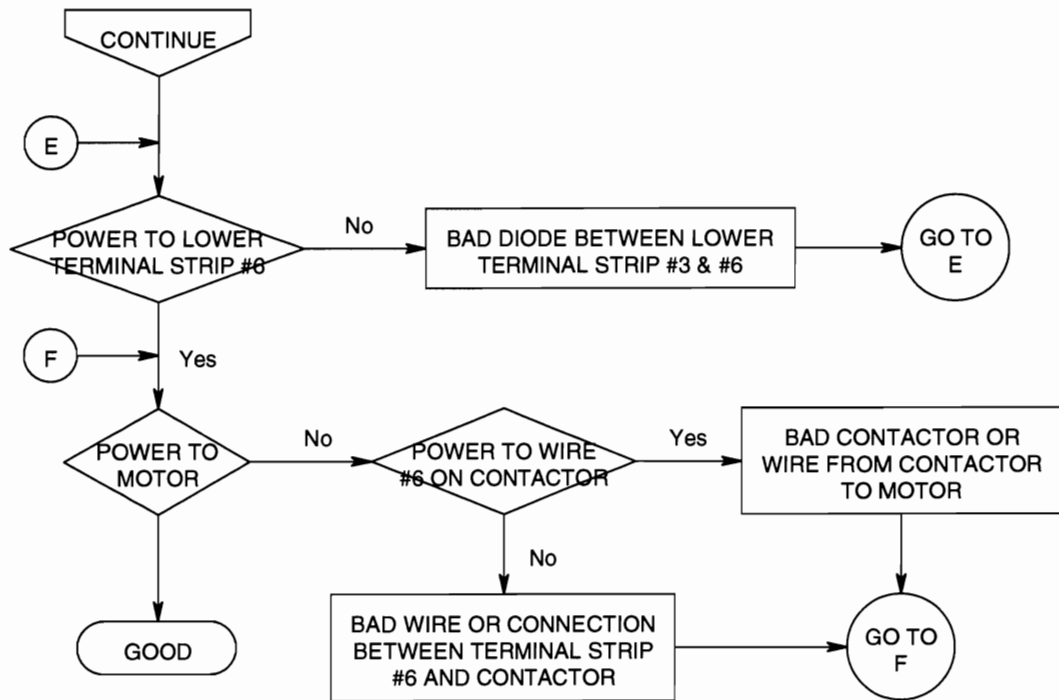 CONTINUE
E
POWER TO LOWER
TERMINAL STRIP #6
No
BAD DIODE BETWEEN LOWER
TERMINAL STRIP #3 & #6
GO TO
E
F
Yes
POWER TO
MOTOR
No
POWER TO WIRE
#6 ON CONTACTOR
Yes
BAD CONTACTOR OR
WIRE FROM CONTACTOR
TO MOTOR
No
GOOD
BAD WIRE OR CONNECTION
BETWEEN TERMINAL STRIP
#6 AND CONTACTOR
GO TO
F